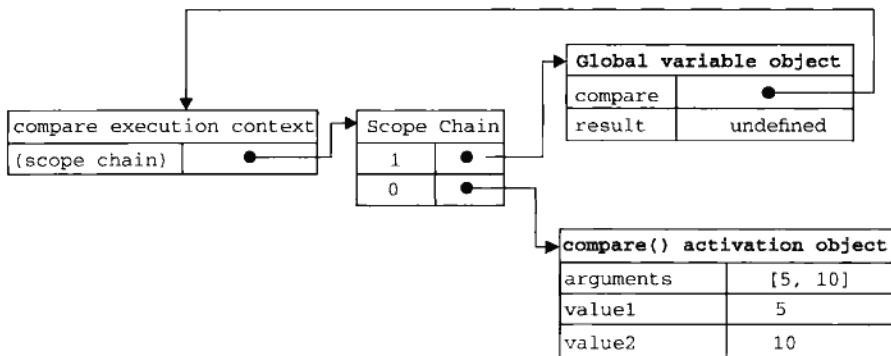 Global variable object
compare
result undefined
compare execution context
(scope chain)
Scope Chain
1
0
compare() activation object
arguments [5, 10]
value1 5
value2 10